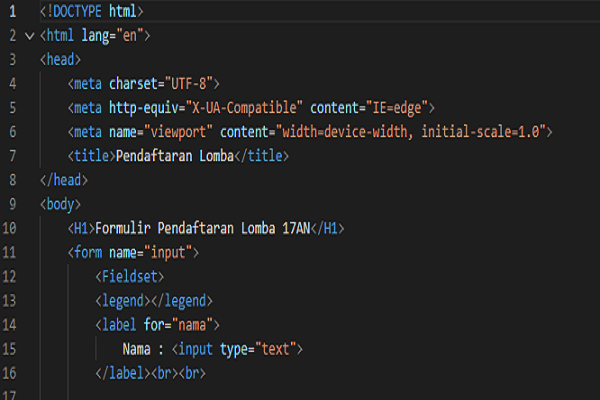 1 <!DOCTYPE html>
2 <html lang="en">
3 <head>
4 <meta charset="UTF-8">
5 <meta http-equiv="X-UA-Compatible" content="IE=edge">
6 <meta name="viewport" content="width=device-width, initial-scale=1.0">
7 <title>Pendaftaran Lomba</title>
8 </head>
9 <body>
10 <H1>Formulir Pendaftaran Lomba 17AN</H1>
11 <form name="input">
12 <Fieldset>
13 <legend></legend>
14 <label for="nama">
15 Nama : <input type="text">
16 </label><br><br>
17